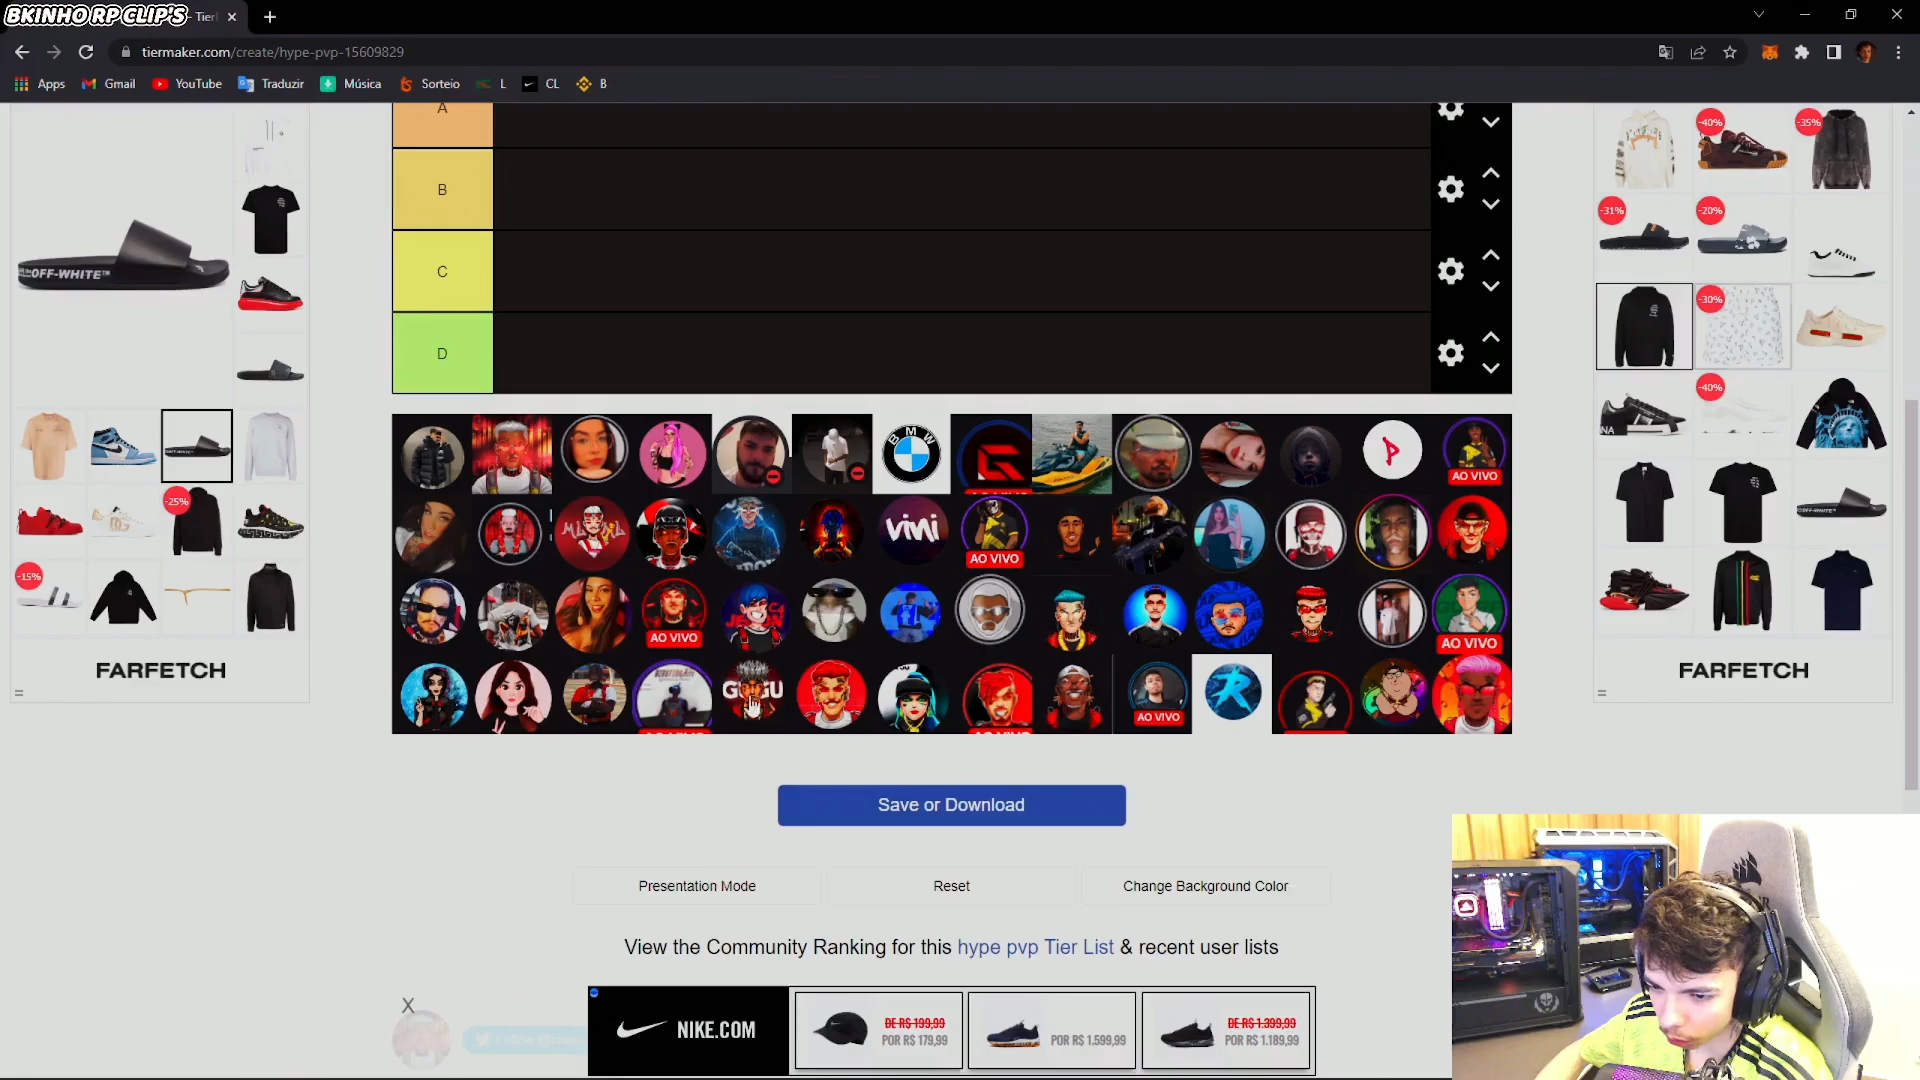 BKINHO RP CLIP'S
Tier
tiermaker.com/create/hype-pvp-15609829
Apps
Gmail
YouTube
Traduzir
Música
Sorteio
L
CL
B
A
B
C
D
OFF-WHITE™
-25%
-15%
FARFETCH
-40%
-35%
-31%
-20%
-30%
-40%
FARFETCH
BMW
AO VIVO
vini
AO VIVO
AO VIVO
AO VIVO
AO VIVO
Save or Download
Presentation Mode
Reset
Change Background Color
View the Community Ranking for this hype pvp Tier List & recent user lists
X
NIKE.COM
DE R$ 199,99
POR R$ 179,99
POR R$ 1.599,99
DE R$ 1.399,99
POR R$ 1.189,99